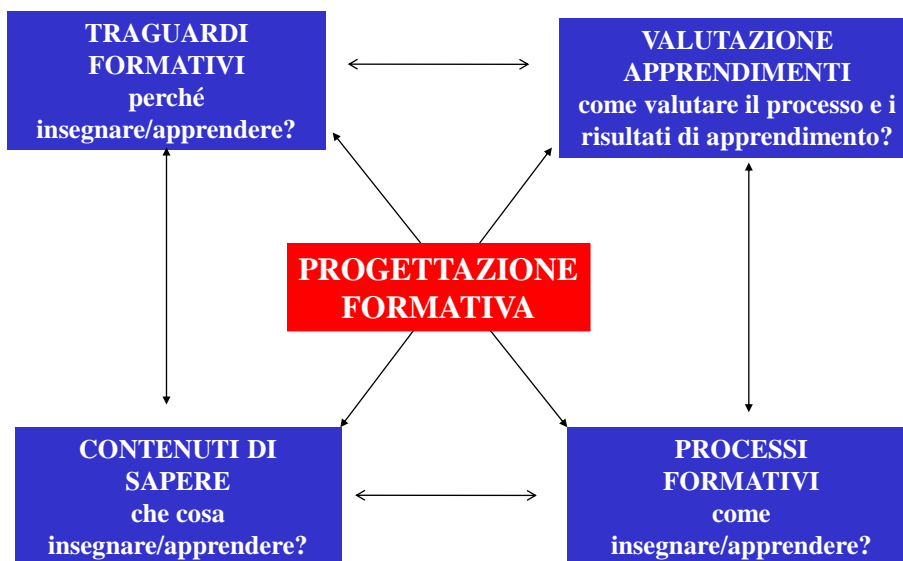 TRAGUARDI
FORMATIVI
perché
insegnare/apprendere?
VALUTAZIONE
APPRENDIMENTI
come valutare il processo e i
risultati di apprendimento?
PROGETTAZIONE
FORMATIVA
CONTENUTI DI
SAPERE
che cosa
insegnare/apprendere?
PROCESSI
FORMATIVI
come
insegnare/apprendere?